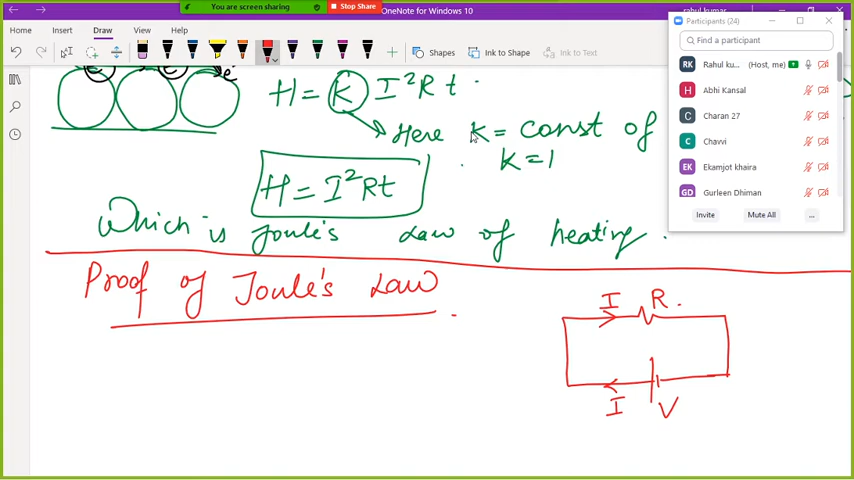 You are screen sharing
Stop Share
OneNote for Windows 10
Home Insert Draw View Help
Shapes Ink to Shape Ink to Text
Participants (24)
Find a participant
RK Rahul ku... (Host, me)
A Abhi Kansal
C Charan 27
C Chavvi
EK Ekamjot khaira
GD Gurleen Dhiman
Invite Mute All ...
e e e
H = K I²Rt
Here K = const of
K = 1
H = I²Rt
Which is Joule's Law of heating.
Proof of Joule's Law.
I R.
I V